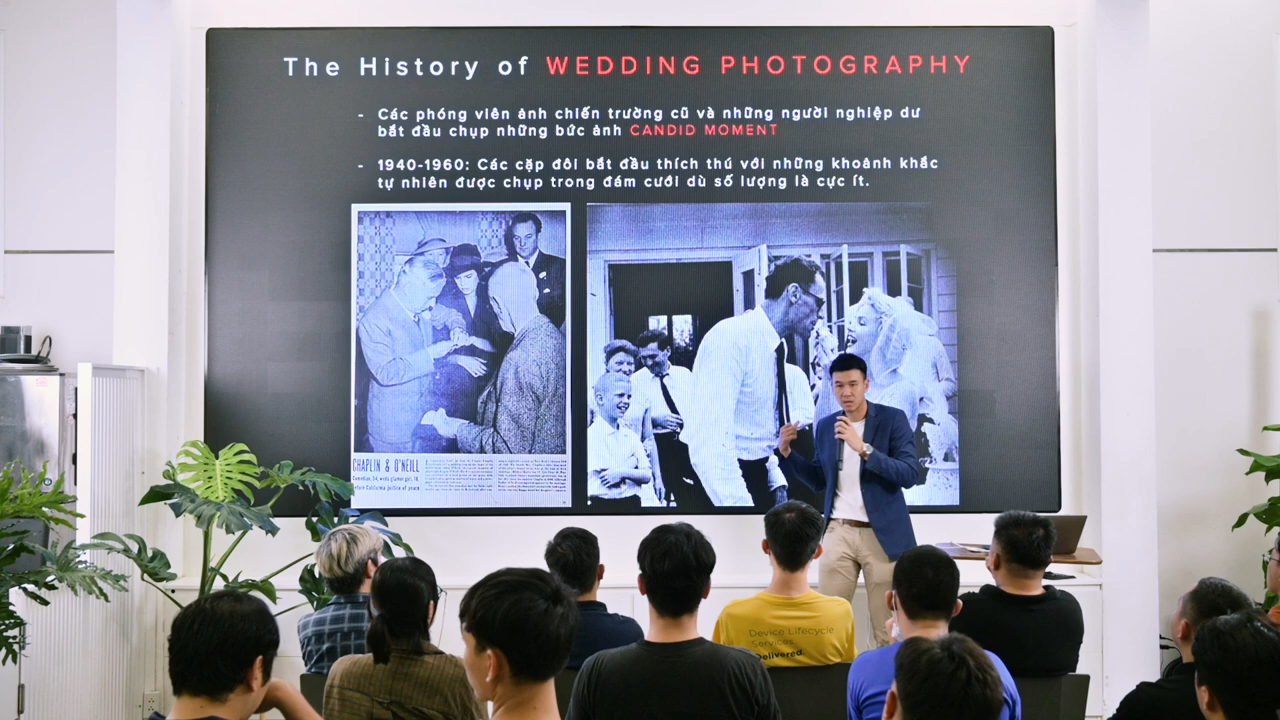 The History of WEDDING PHOTOGRAPHY
- Các phóng viên ảnh chiến trường cũ và những người nghiệp dư
bắt đầu chụp những bức ảnh CANDID MOMENT
- 1940-1960: Các cặp đôi bắt đầu thích thú với những khoảnh khắc
tự nhiên được chụp trong đám cưới dù số lượng là cực ít.
CHAPLIN & O'NEILL
Device Lifecycle
Services.
Delivered.